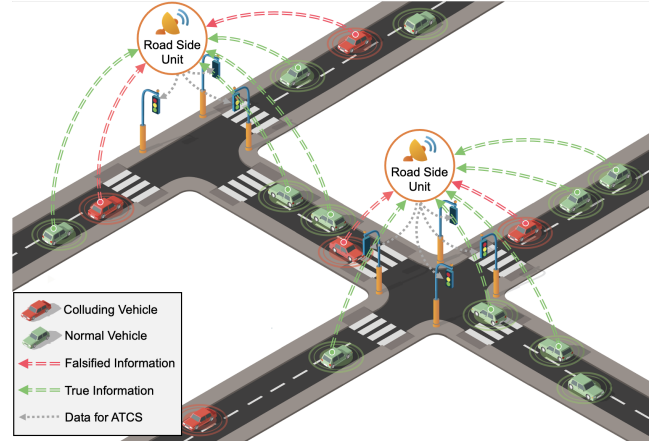 Road Side
Unit
Road Side
Unit
Colluding Vehicle
Normal Vehicle
Falsified Information
True Information
Data for ATCS